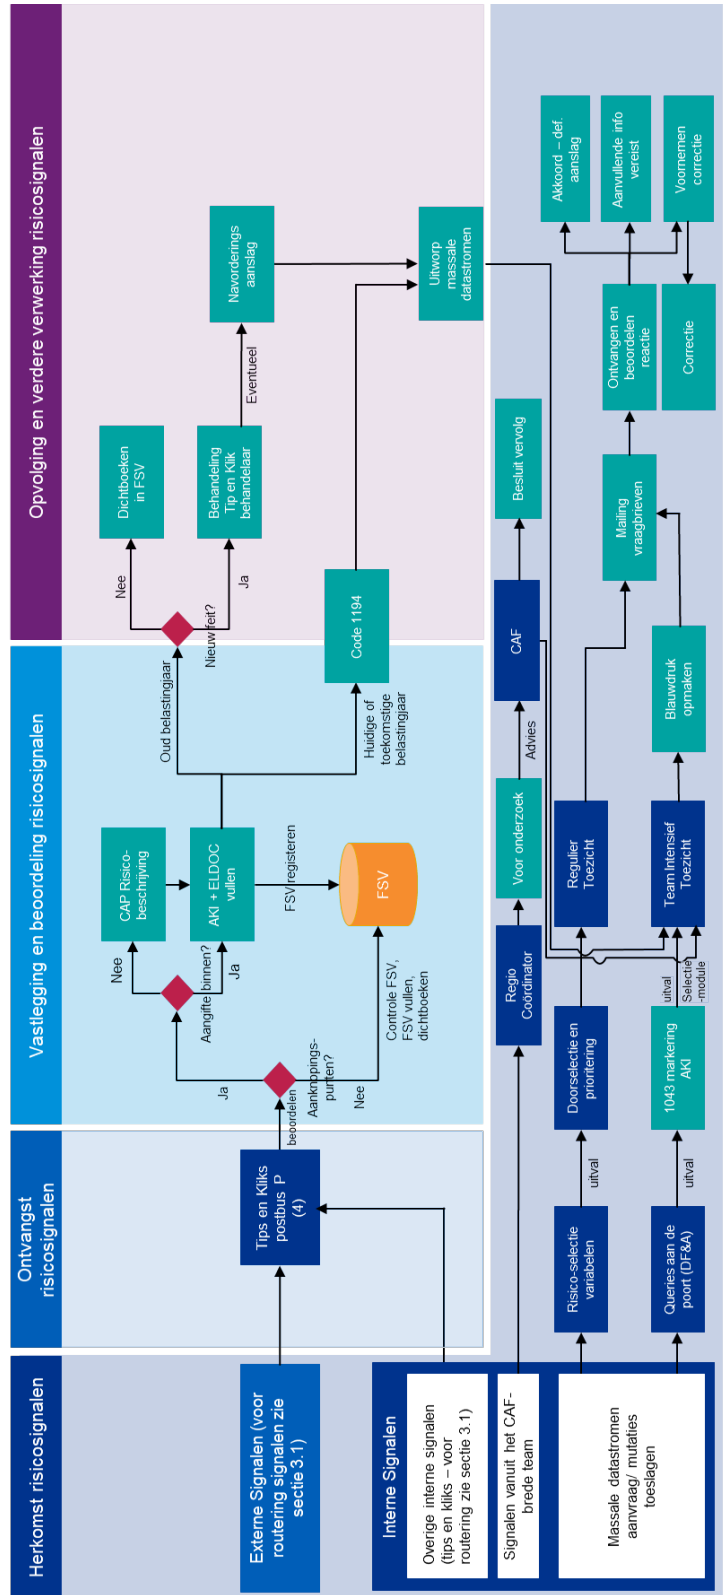 Herkomst risicosignalen
Ontvangst
risicosignalen
Vastlegging en beoordeling risicosignalen
Opvolging en verdere verwerking risicosignalen
Externe Signalen (voor
routering signalen zie
sectie 3.1)
Tips en Kliks
postbus P
(4)
beoordelen
Aanknopings-
punten?
Ja
Nee
Aangifte binnen?
Nee
Ja
CAP Risico-
beschrijving
AKI + ELDOC
vullen
FSV registeren
FSV
Controle FSV,
FSV vullen,
dichtboeken
Oud belastingjaar
Huidige of
toekomstige
belastingjaar
Nieuw feit?
Nee
Ja
Dichtboeken
in FSV
Behandeling
Tip en Klik
behandelaar
Eventueel
Navorderings
aanslag
Code 1194
Uitworp
massale
datastromen
Interne Signalen
Overige interne signalen
(tips en kliks – voor
routering zie sectie 3.1)
Signalen vanuit het CAF-
brede team
Massale datastromen
aanvraag/ mutaties
toeslagen
Regio
Coördinator
Voor onderzoek
Advies
CAF
Besluit vervolg
Risico-selectie
variabelen
uitval
Doorselectie en
prioritering
Regulier
Toezicht
Queries aan de
poort (DF&A)
uitval
1043 markering
AKI
uitval
Selectie
-module
Team Intensief
Toezicht
Blauwdruk
opmaken
Mailing
vraagbrieven
Ontvangen en
beoordelen
reactie
Akkoord – def.
aanslag
Aanvullende info
vereist
Voornemen
correctie
Correctie